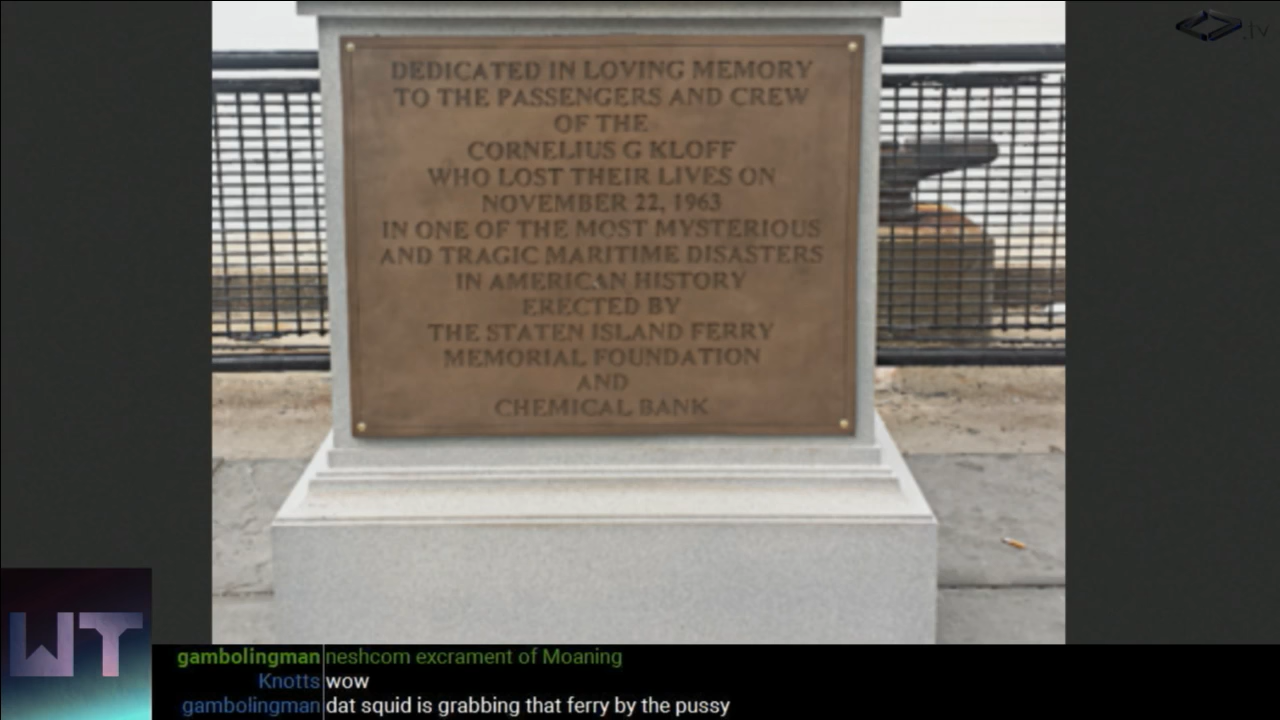 .tv
DEDICATED IN LOVING MEMORY
TO THE PASSENGERS AND CREW
OF THE
CORNELIUS G KLOFF
WHO LOST THEIR LIVES ON
NOVEMBER 22, 1963
IN ONE OF THE MOST MYSTERIOUS
AND TRAGIC MARITIME DISASTERS
IN AMERICAN HISTORY
ERECTED BY
THE STATEN ISLAND FERRY
MEMORIAL FOUNDATION
AND
CHEMICAL BANK
WT
gambolingman neshcom excrament of Moaning
Knotts wow
gambolingman dat squid is grabbing that ferry by the pussy